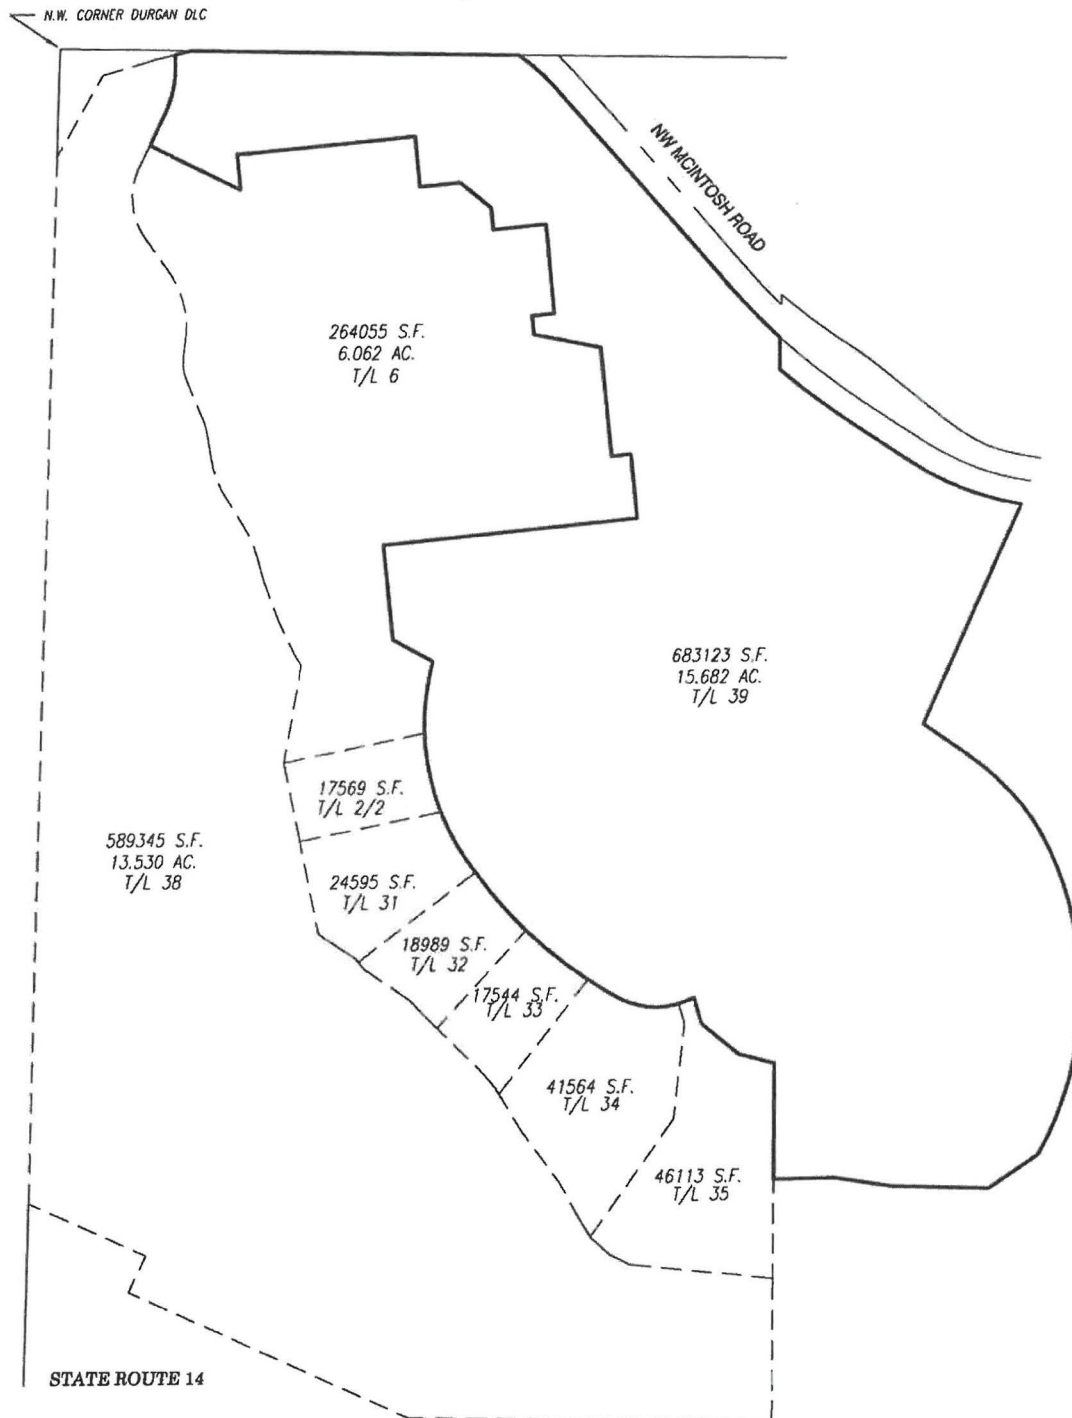 N.W. CORNER DURGAN DLC
NW MCINTOSH ROAD
264055 S.F.
6.062 AC.
T/L 6
683123 S.F.
15.682 AC.
T/L 39
17569 S.F.
T/L 2/2
589345 S.F.
13.530 AC.
T/L 38
24595 S.F.
T/L 31
18989 S.F.
T/L 32
17544 S.F.
T/L 33
41564 S.F.
T/L 34
46113 S.F.
T/L 35
STATE ROUTE 14